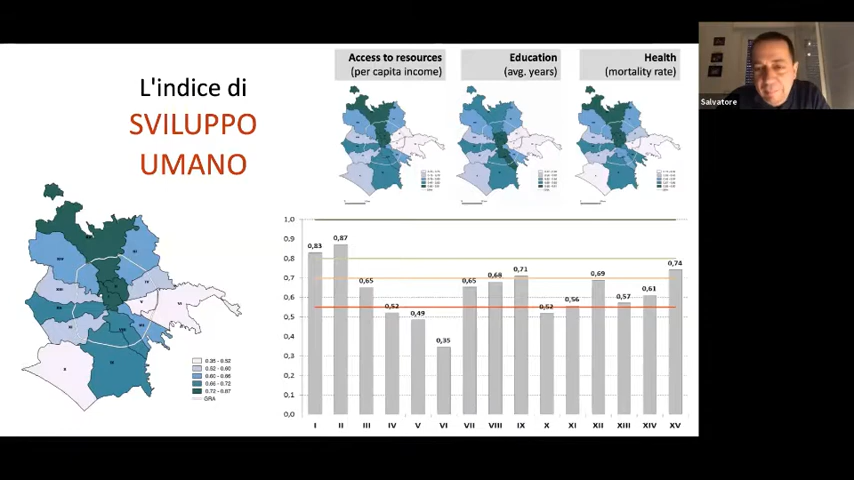 L'indice di
SVILUPPO
UMANO
Access to resources
(per capita income)
Education
(avg. years)
Health
(mortality rate)
Salvatore
0.35 - 0.52
0.52 - 0.60
0.60 - 0.66
0.66 - 0.72
0.72 - 0.87
GRA
1,0
0,9
0,8
0,7
0,6
0,5
0,4
0,3
0,2
0,1
0,0
0,83
0,87
0,65
0,52
0,49
0,35
0,65
0,68
0,71
0,52
0,56
0,69
0,57
0,61
0,74
I
II
III
IV
V
VI
VII
VIII
IX
X
XI
XII
XIII
XIV
XV